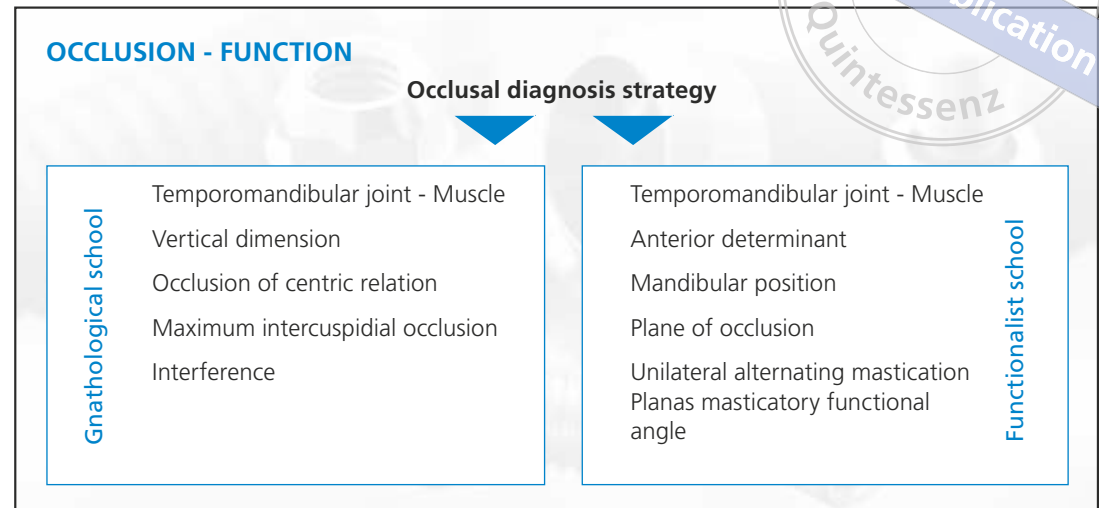 OCCLUSION - FUNCTION
Occlusal diagnosis strategy
Gnathological school
Temporomandibular joint - Muscle
Vertical dimension
Occlusion of centric relation
Maximum intercuspidial occlusion
Interference
Temporomandibular joint - Muscle
Anterior determinant
Mandibular position
Plane of occlusion
Unilateral alternating mastication
Planas masticatory functional
angle
Functionalist school
Quintessenz